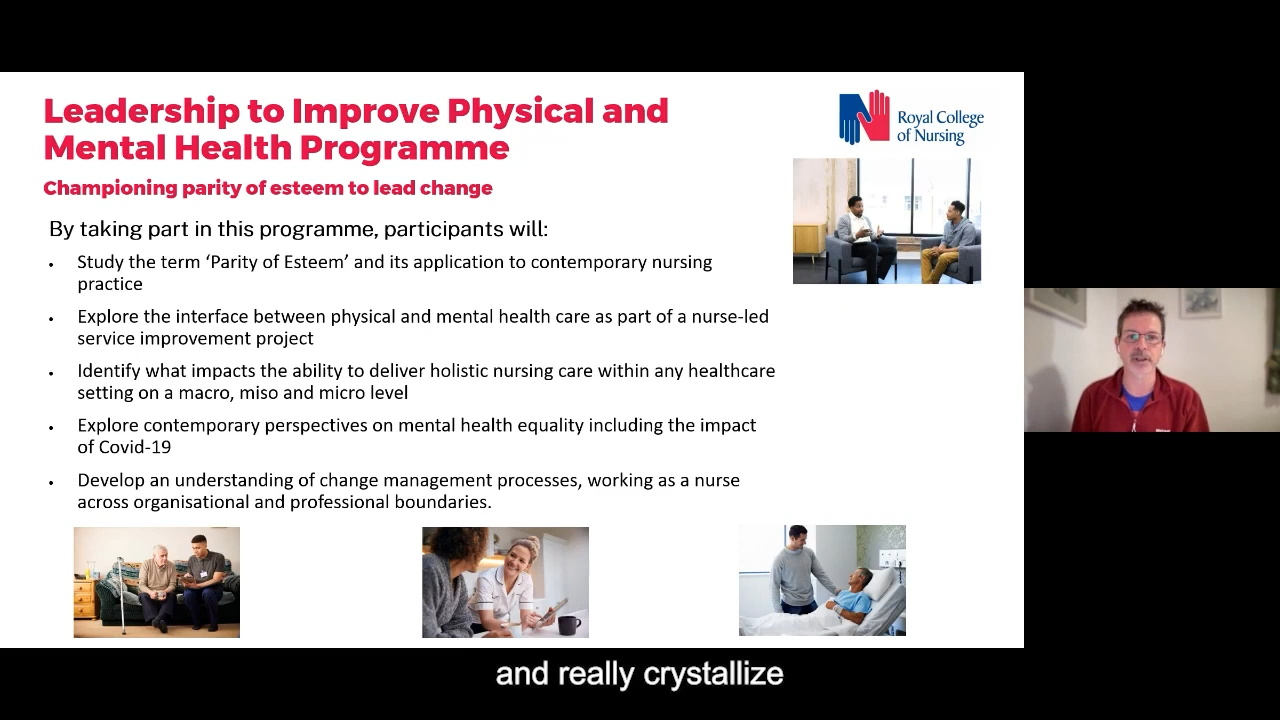 Leadership to Improve Physical and
Mental Health Programme
Royal College
of Nursing
Championing parity of esteem to lead change
By taking part in this programme, participants will:
• Study the term ‘Parity of Esteem’ and its application to contemporary nursing
practice
• Explore the interface between physical and mental health care as part of a nurse-led
service improvement project
• Identify what impacts the ability to deliver holistic nursing care within any healthcare
setting on a macro, miso and micro level
• Explore contemporary perspectives on mental health equality including the impact
of Covid-19
• Develop an understanding of change management processes, working as a nurse
across organisational and professional boundaries.
and really crystallize